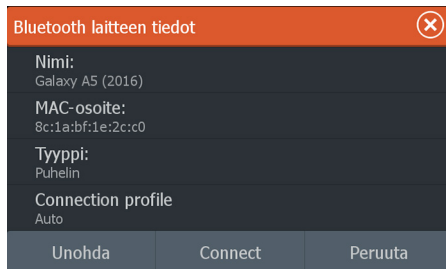 Bluetooth laitteen tiedot
Nimi:
Galaxy A5 (2016)
MAC-osoite:
8c:1a:bf:1e:2c:c0
Tyyppi:
Puhelin
Connection profile
Auto
Unohda Connect Peruuta